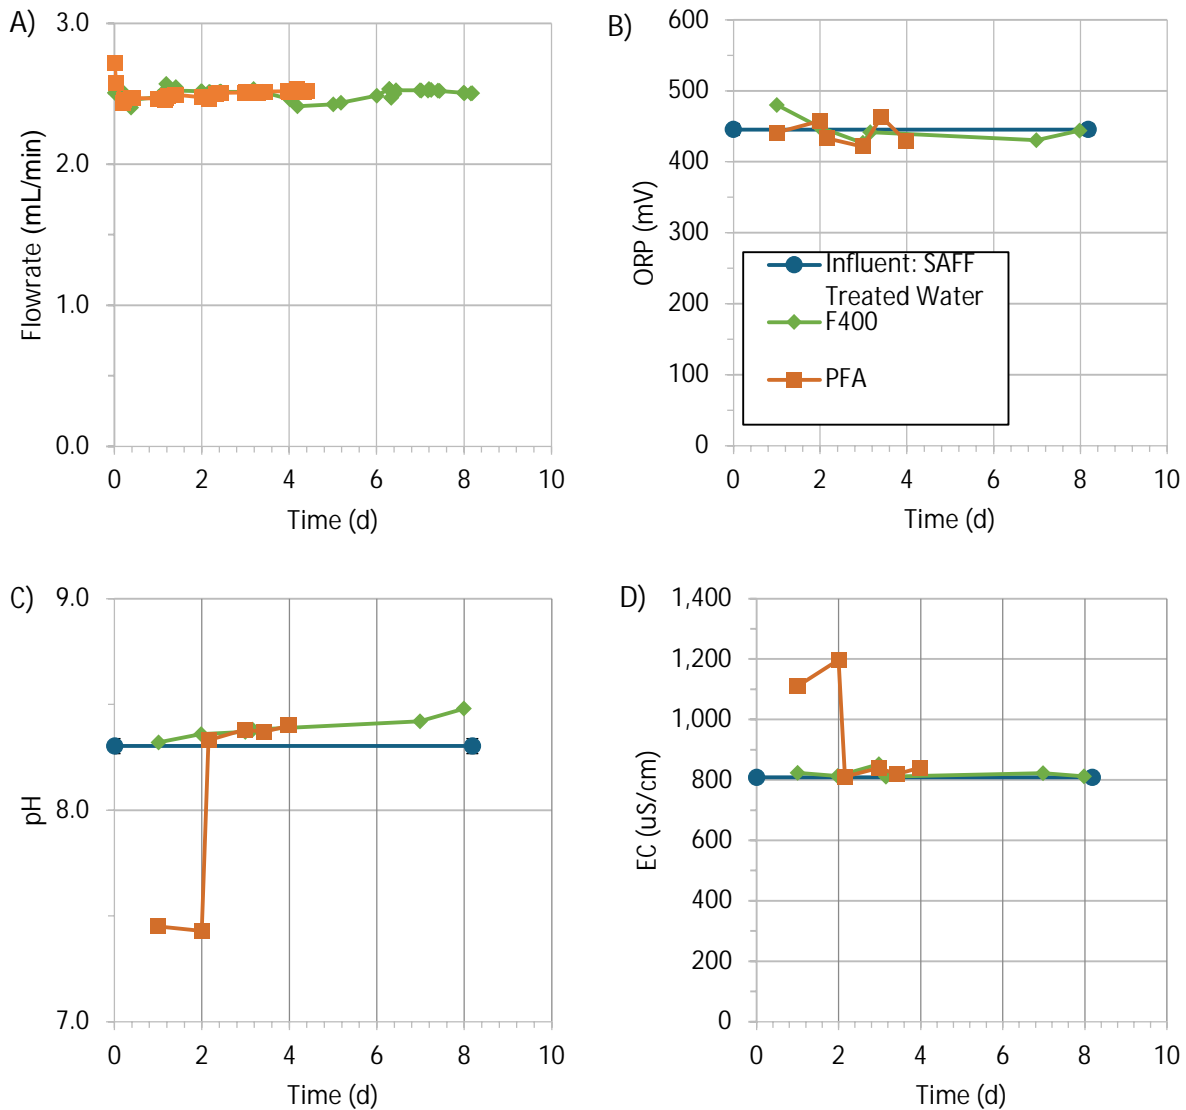 A)
3.0
2.0
1.0
0.0
Flowrate (mL/min)
0 2 4 6 8 10
Time (d)
B)
600
500
400
300
200
100
0
ORP (mV)
Influent: SAFF
Treated Water
F400
PFA
0 2 4 6 8 10
Time (d)
C)
9.0
8.0
7.0
pH
0 2 4 6 8 10
Time (d)
D)
1,400
1,200
1,000
800
600
400
200
0
EC (uS/cm)
0 2 4 6 8 10
Time (d)